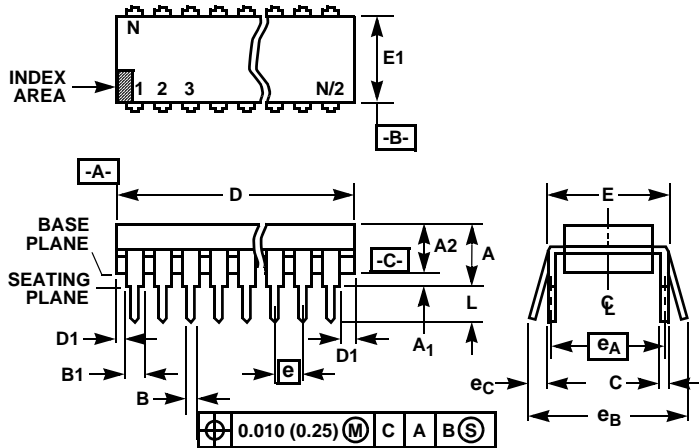 N
E1
INDEX
AREA
1 2 3 N/2
-B-
-A-
D
E
BASE
PLANE
A2
A
-C-
SEATING
PLANE
L
C
L
D1
A1
D1
eA
B1
e
eC
C
B
eB
0.010 (0.25) M C A B S